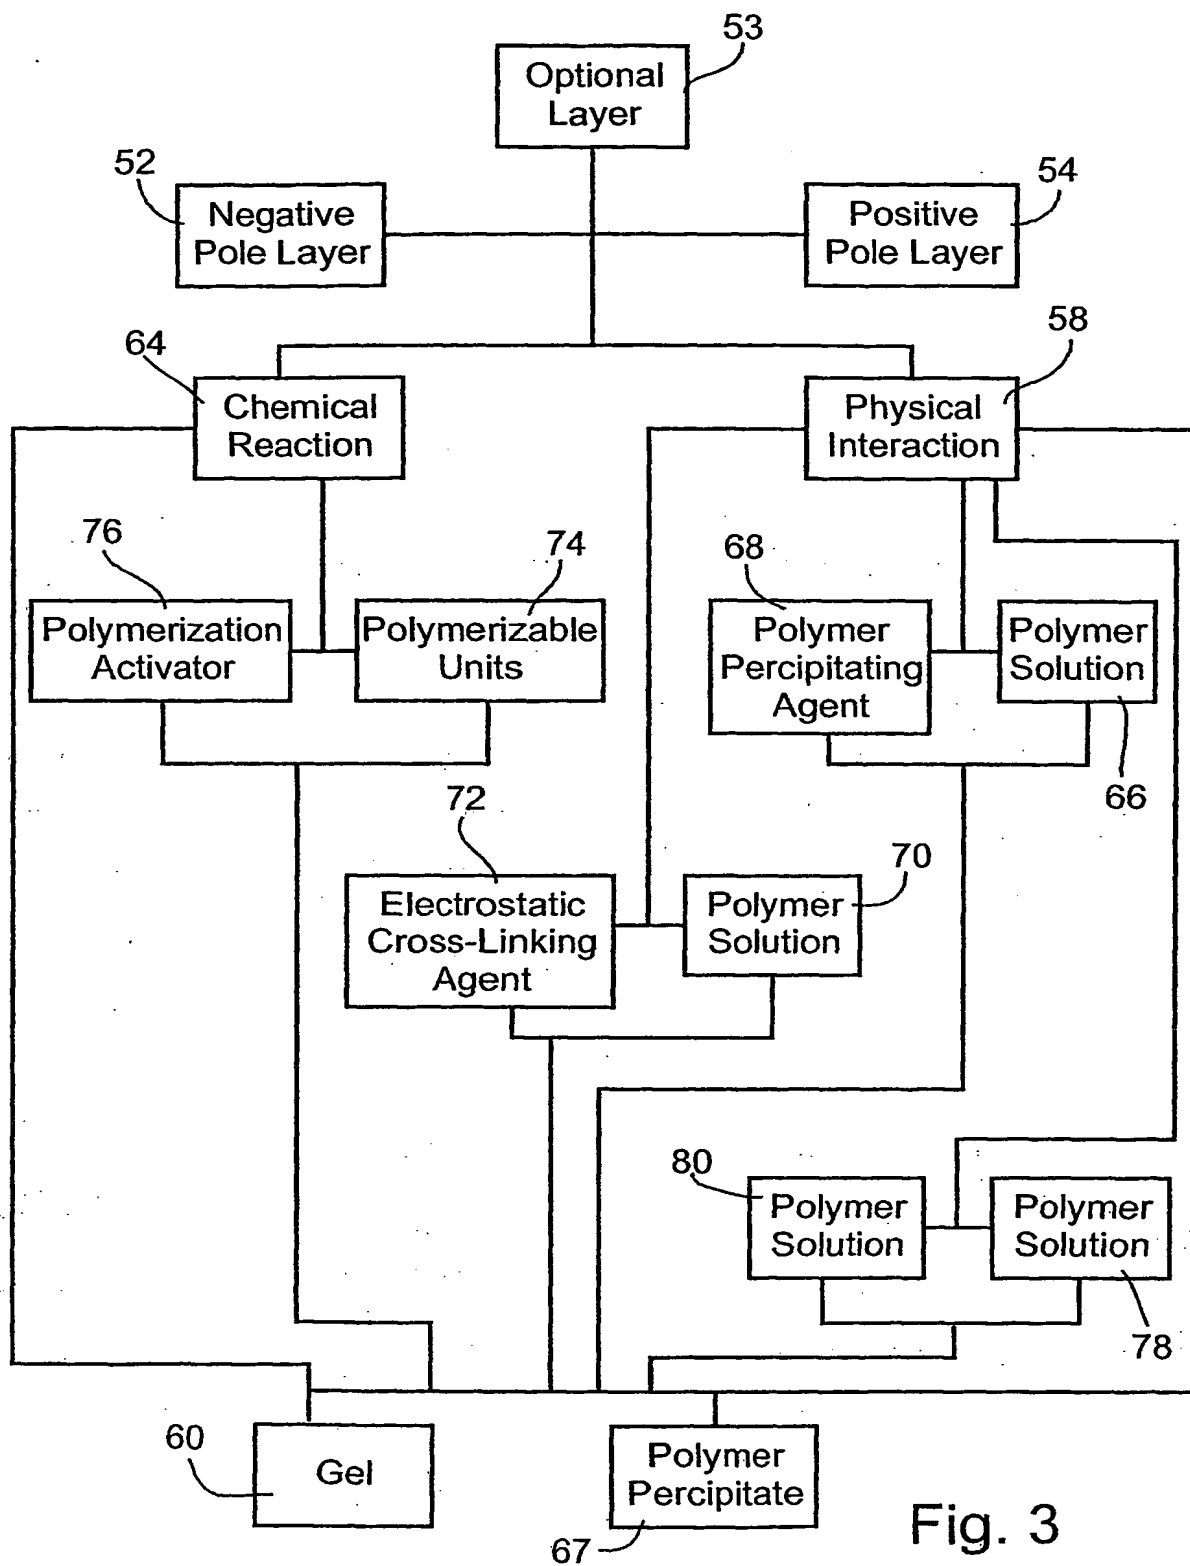 53
Optional
Layer
52
Negative
Pole Layer
54
Positive
Pole Layer
64
Chemical
Reaction
58
Physical
Interaction
76
Polymerization
Activator
74
Polymerizable
Units
68
Polymer
Percipitating
Agent
Polymer
Solution
66
72
Electrostatic
Cross-Linking
Agent
70
Polymer
Solution
80
Polymer
Solution
Polymer
Solution
78
60
Gel
Polymer
Percipitate
67
Fig. 3